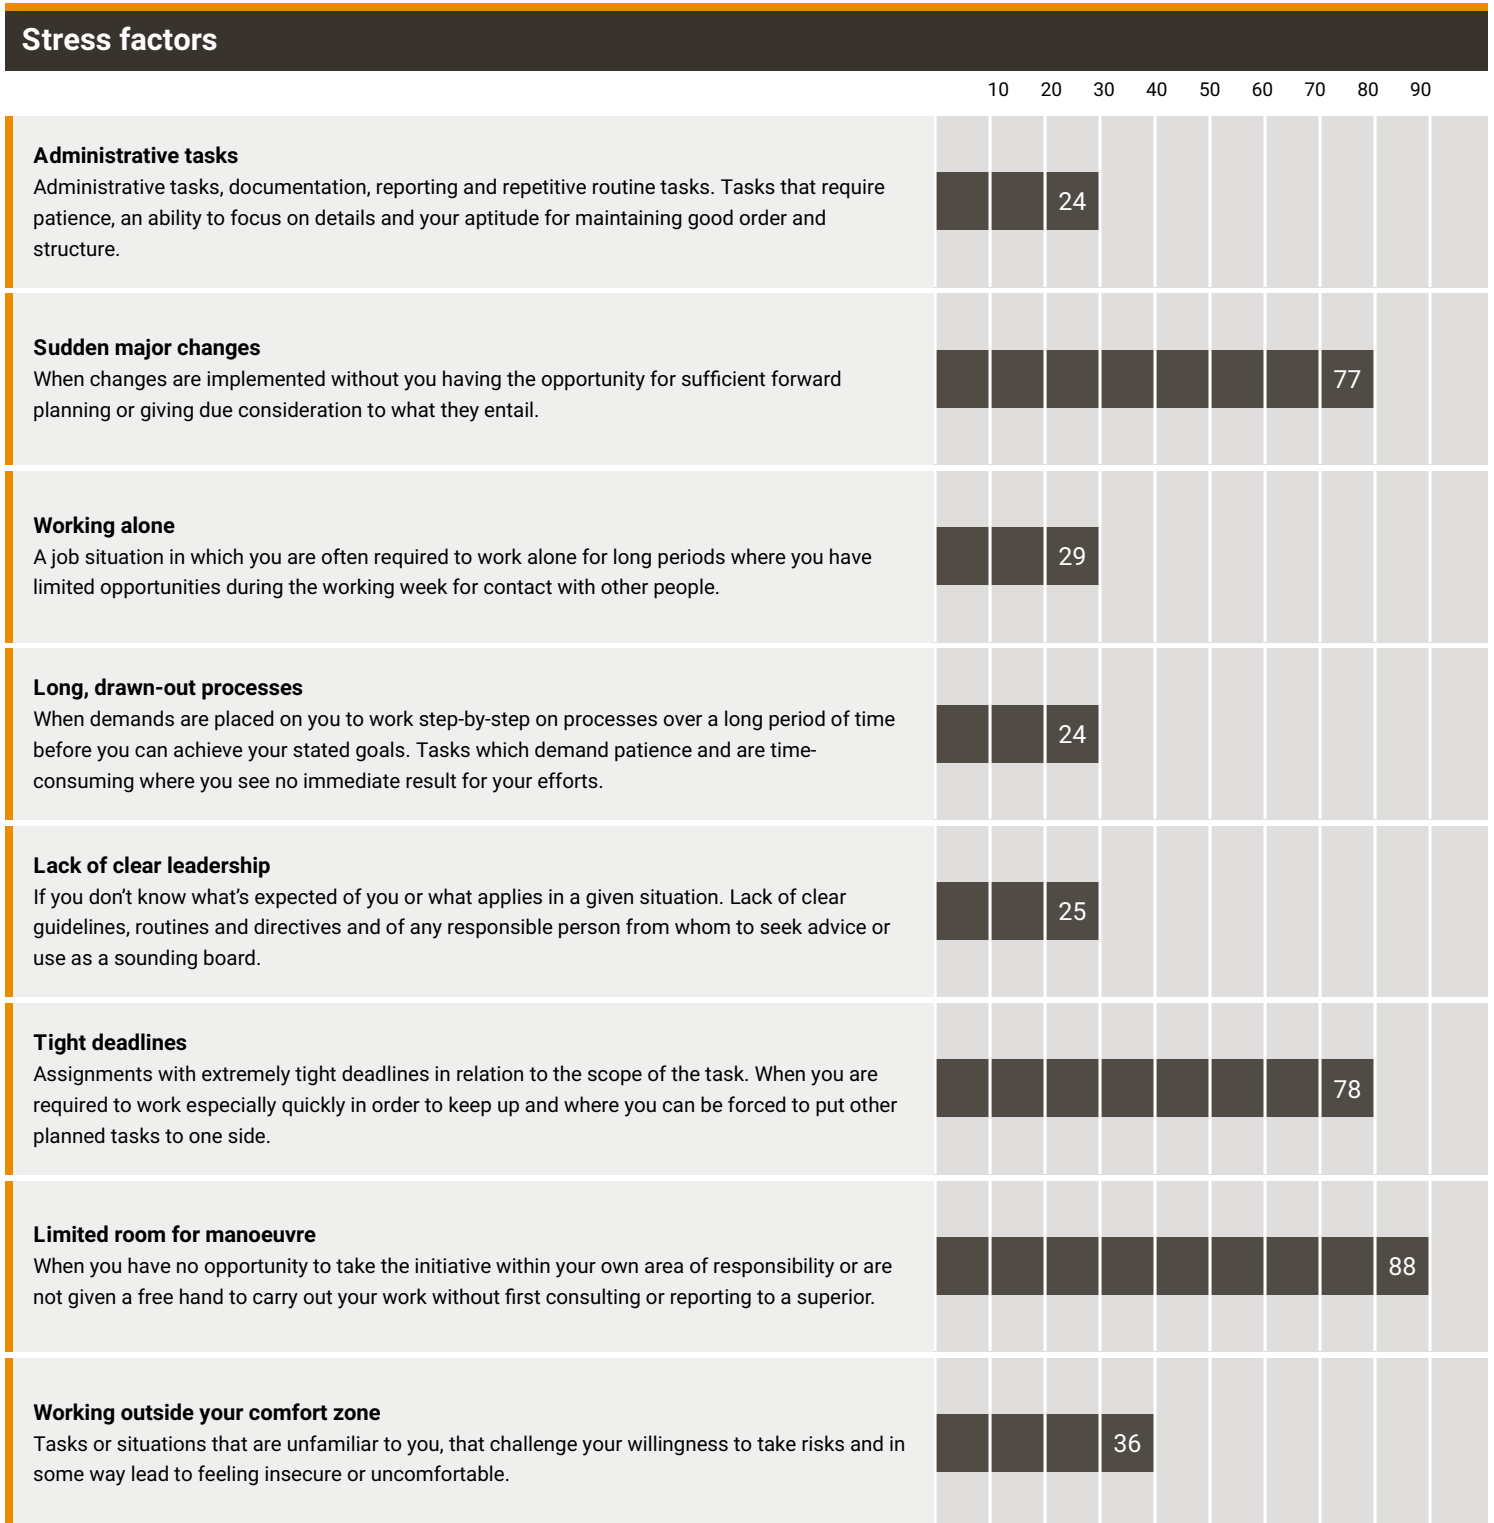 Stress factors
10 20 30 40 50 60 70 80 90
Administrative tasks
Administrative tasks, documentation, reporting and repetitive routine tasks. Tasks that require
patience, an ability to focus on details and your aptitude for maintaining good order and
structure.
24
Sudden major changes
When changes are implemented without you having the opportunity for sufficient forward
planning or giving due consideration to what they entail.
77
Working alone
A job situation in which you are often required to work alone for long periods where you have
limited opportunities during the working week for contact with other people.
29
Long, drawn-out processes
When demands are placed on you to work step-by-step on processes over a long period of time
before you can achieve your stated goals. Tasks which demand patience and are time-
consuming where you see no immediate result for your efforts.
24
Lack of clear leadership
If you don't know what's expected of you or what applies in a given situation. Lack of clear
guidelines, routines and directives and of any responsible person from whom to seek advice or
use as a sounding board.
25
Tight deadlines
Assignments with extremely tight deadlines in relation to the scope of the task. When you are
required to work especially quickly in order to keep up and where you can be forced to put other
planned tasks to one side.
78
Limited room for manoeuvre
When you have no opportunity to take the initiative within your own area of responsibility or are
not given a free hand to carry out your work without first consulting or reporting to a superior.
88
Working outside your comfort zone
Tasks or situations that are unfamiliar to you, that challenge your willingness to take risks and in
some way lead to feeling insecure or uncomfortable.
36